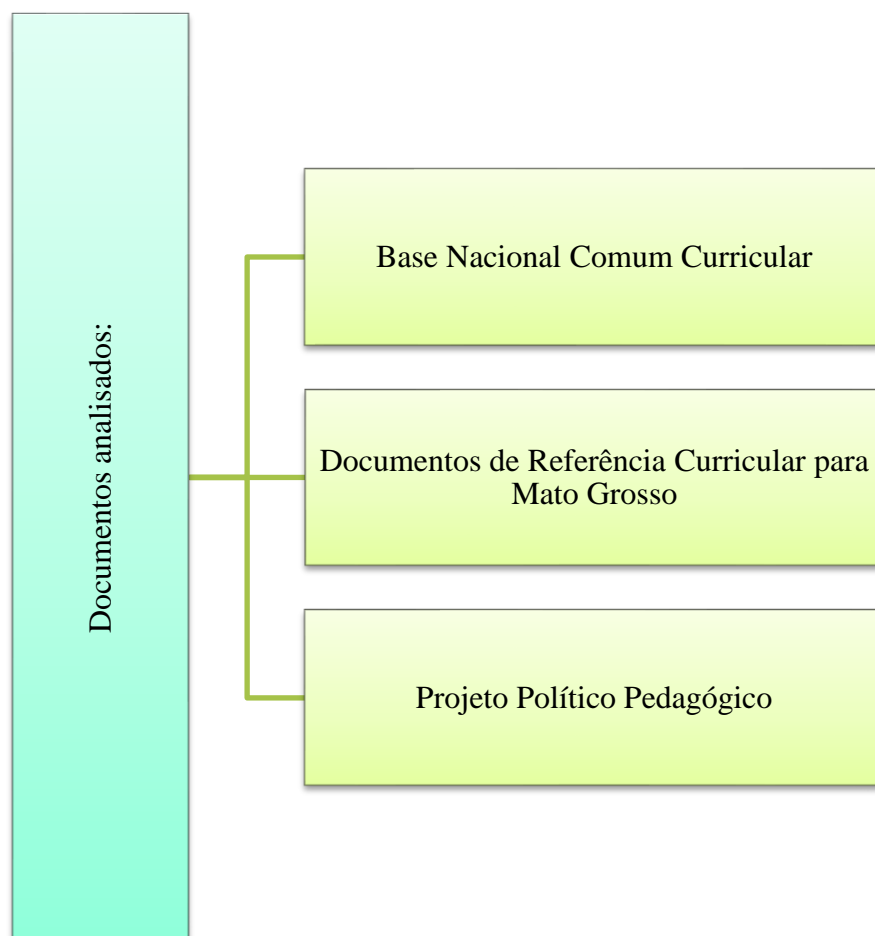 Documentos analisados:
Base Nacional Comum Curricular
Documentos de Referência Curricular para
Mato Grosso
Projeto Político Pedagógico